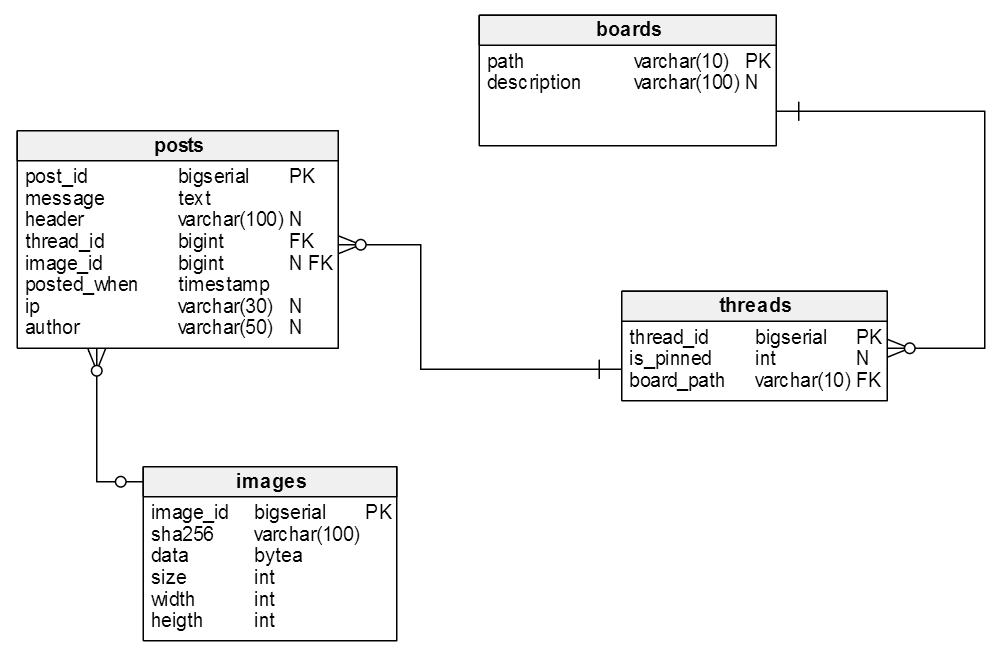 boards
path varchar(10) PK
description varchar(100) N
posts
post_id bigserial PK
message text
header varchar(100) N
thread_id bigint FK
image_id bigint N FK
posted_when timestamp
ip varchar(30) N
author varchar(50) N
threads
thread_id bigserial PK
is_pinned int N
board_path varchar(10) FK
images
image_id bigserial PK
sha256 varchar(100)
data bytea
size int
width int
heigth int